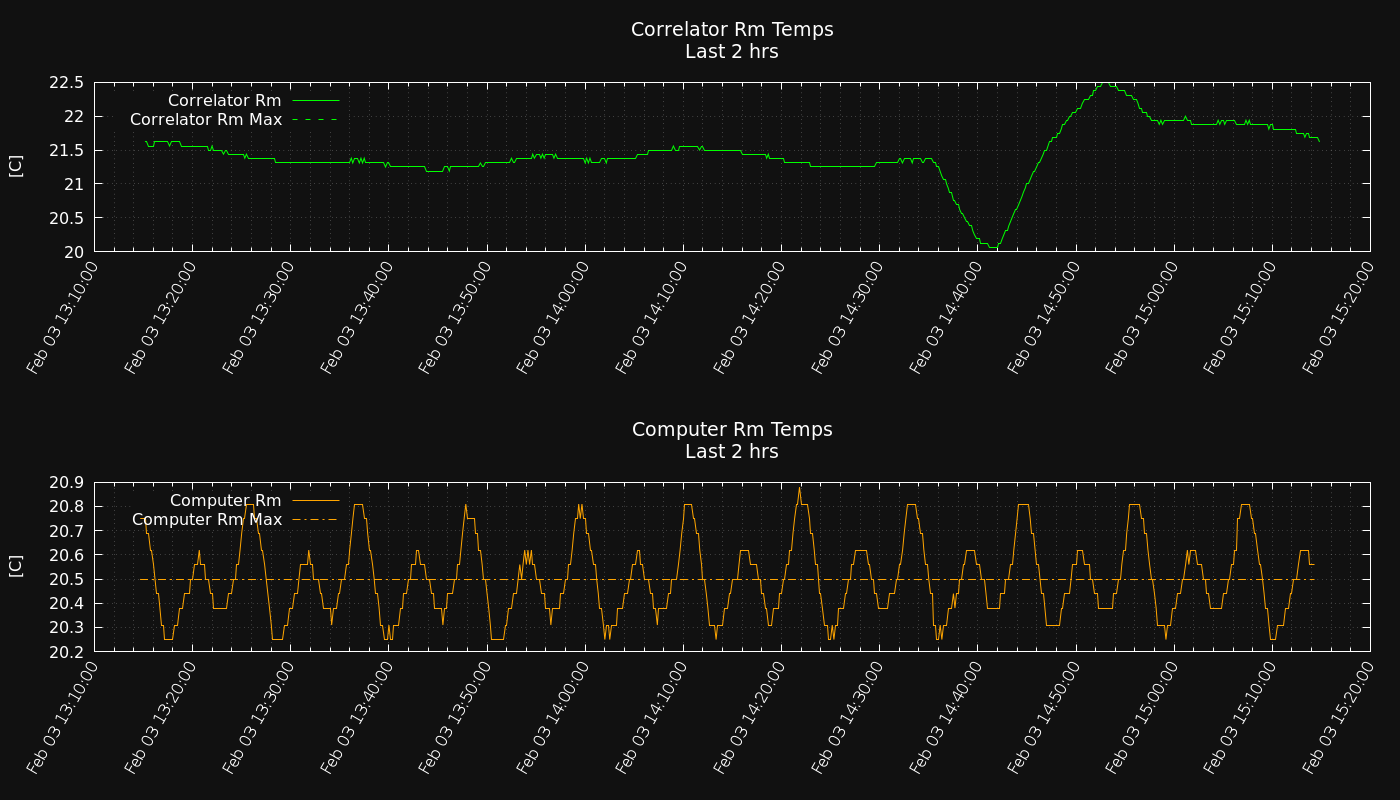 Correlator Rm Temps
Last 2 hrs
22.5
22
21.5
21
20.5
20
[C]
Correlator Rm
Correlator Rm Max
Feb 03 13:10:00
Feb 03 13:20:00
Feb 03 13:30:00
Feb 03 13:40:00
Feb 03 13:50:00
Feb 03 14:00:00
Feb 03 14:10:00
Feb 03 14:20:00
Feb 03 14:30:00
Feb 03 14:40:00
Feb 03 14:50:00
Feb 03 15:00:00
Feb 03 15:10:00
Feb 03 15:20:00
Computer Rm Temps
Last 2 hrs
20.9
20.8
20.7
20.6
20.5
20.4
20.3
20.2
[C]
Computer Rm
Computer Rm Max
Feb 03 13:10:00
Feb 03 13:20:00
Feb 03 13:30:00
Feb 03 13:40:00
Feb 03 13:50:00
Feb 03 14:00:00
Feb 03 14:10:00
Feb 03 14:20:00
Feb 03 14:30:00
Feb 03 14:40:00
Feb 03 14:50:00
Feb 03 15:00:00
Feb 03 15:10:00
Feb 03 15:20:00